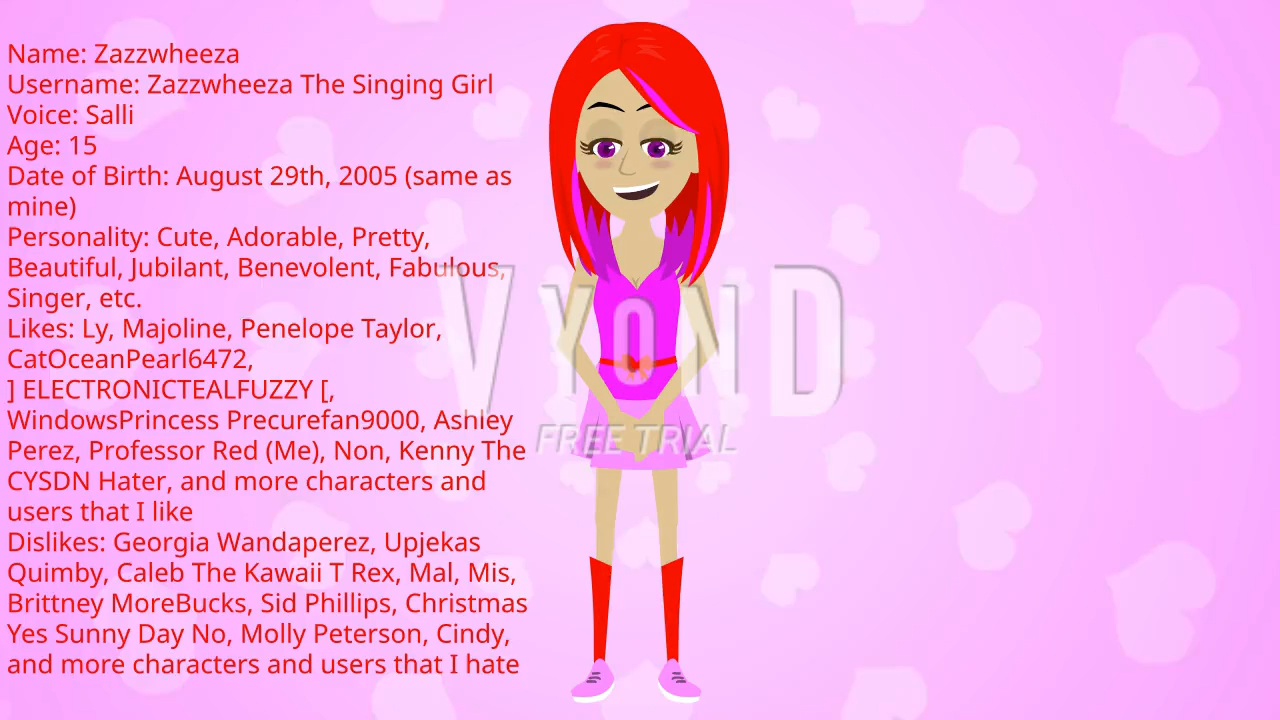 Name: Zazzwheeza
Username: Zazzwheeza The Singing Girl
Voice: Salli
Age: 15
Date of Birth: August 29th, 2005 (same as
mine)
Personality: Cute, Adorable, Pretty,
Beautiful, Jubilant, Benevolent, Fabulous,
Singer, etc.
Likes: Ly, Majoline, Penelope Taylor,
CatOceanPearl6472,
] ELECTRONICTEALFUZZY [,
WindowsPrincess Precurefan9000, Ashley
Perez, Professor Red (Me), Non, Kenny The
CYSDN Hater, and more characters and
users that I like
Dislikes: Georgia Wandaperez, Upjekas
Quimby, Caleb The Kawaii T Rex, Mal, Mis,
Brittney MoreBucks, Sid Phillips, Christmas
Yes Sunny Day No, Molly Peterson, Cindy,
and more characters and users that I hate
VYOND
FREE TRIAL